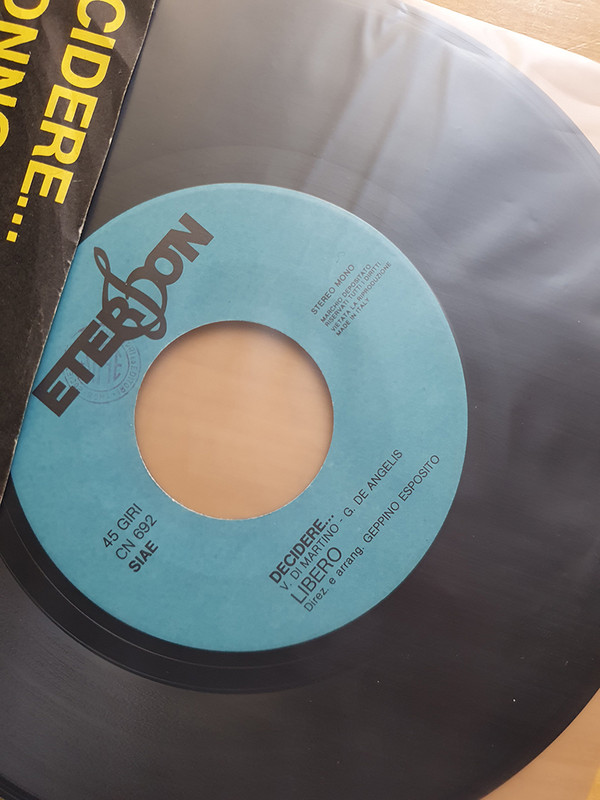 CIDERE...
ONNO
ETERDON
STEREO MONO
MARCHIO DEPOSITATO
RISERVATI TUTTI I DIRITTI
VIETATA LA RIPRODUZIONE
MADE IN ITALY
45 GIRI
CN 692
SIAE
DECIDERE...
V. DI MARTINO - G. DE ANGELIS
LIBERO
Direz. e arrang. GEPPINO ESPOSITO